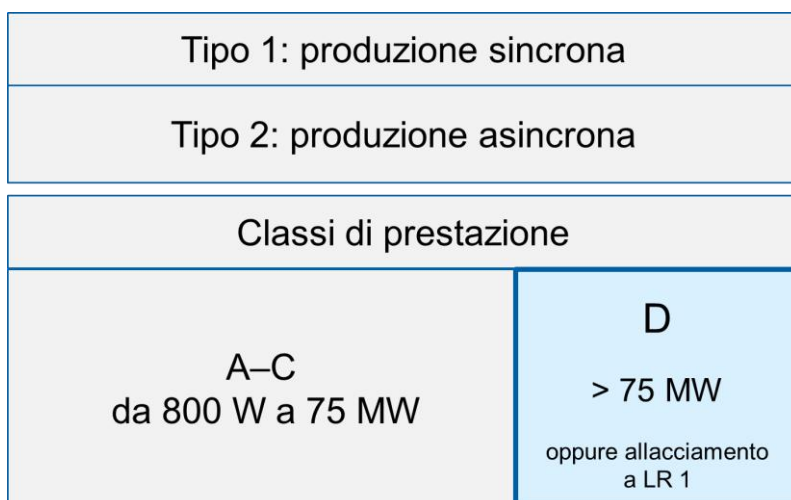 Tipo 1: produzione sincrona
Tipo 2: produzione asincrona
Classi di prestazione
A–C
da 800 W a 75 MW
D
> 75 MW
oppure allacciamento
a LR 1